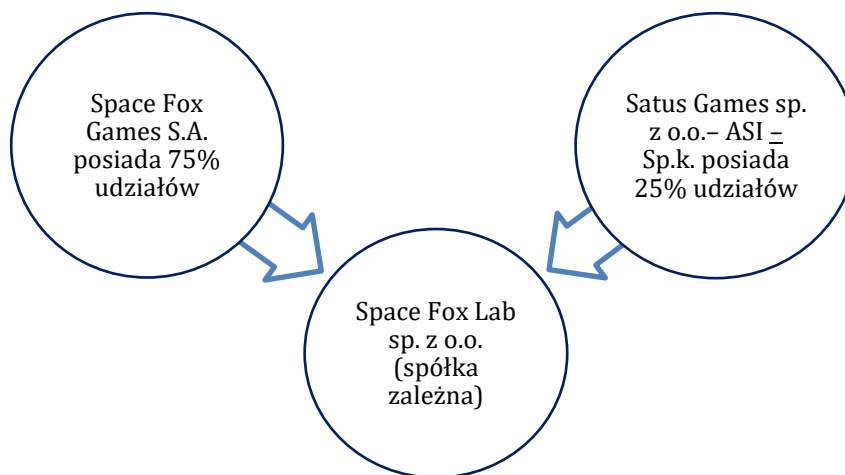 Space Fox
Games S.A.
posiada 75%
udziałów
Satus Games sp.
z o.o.– ASI –
Sp.k. posiada
25% udziałów
Space Fox Lab
sp. z o.o.
(spółka
zależna)